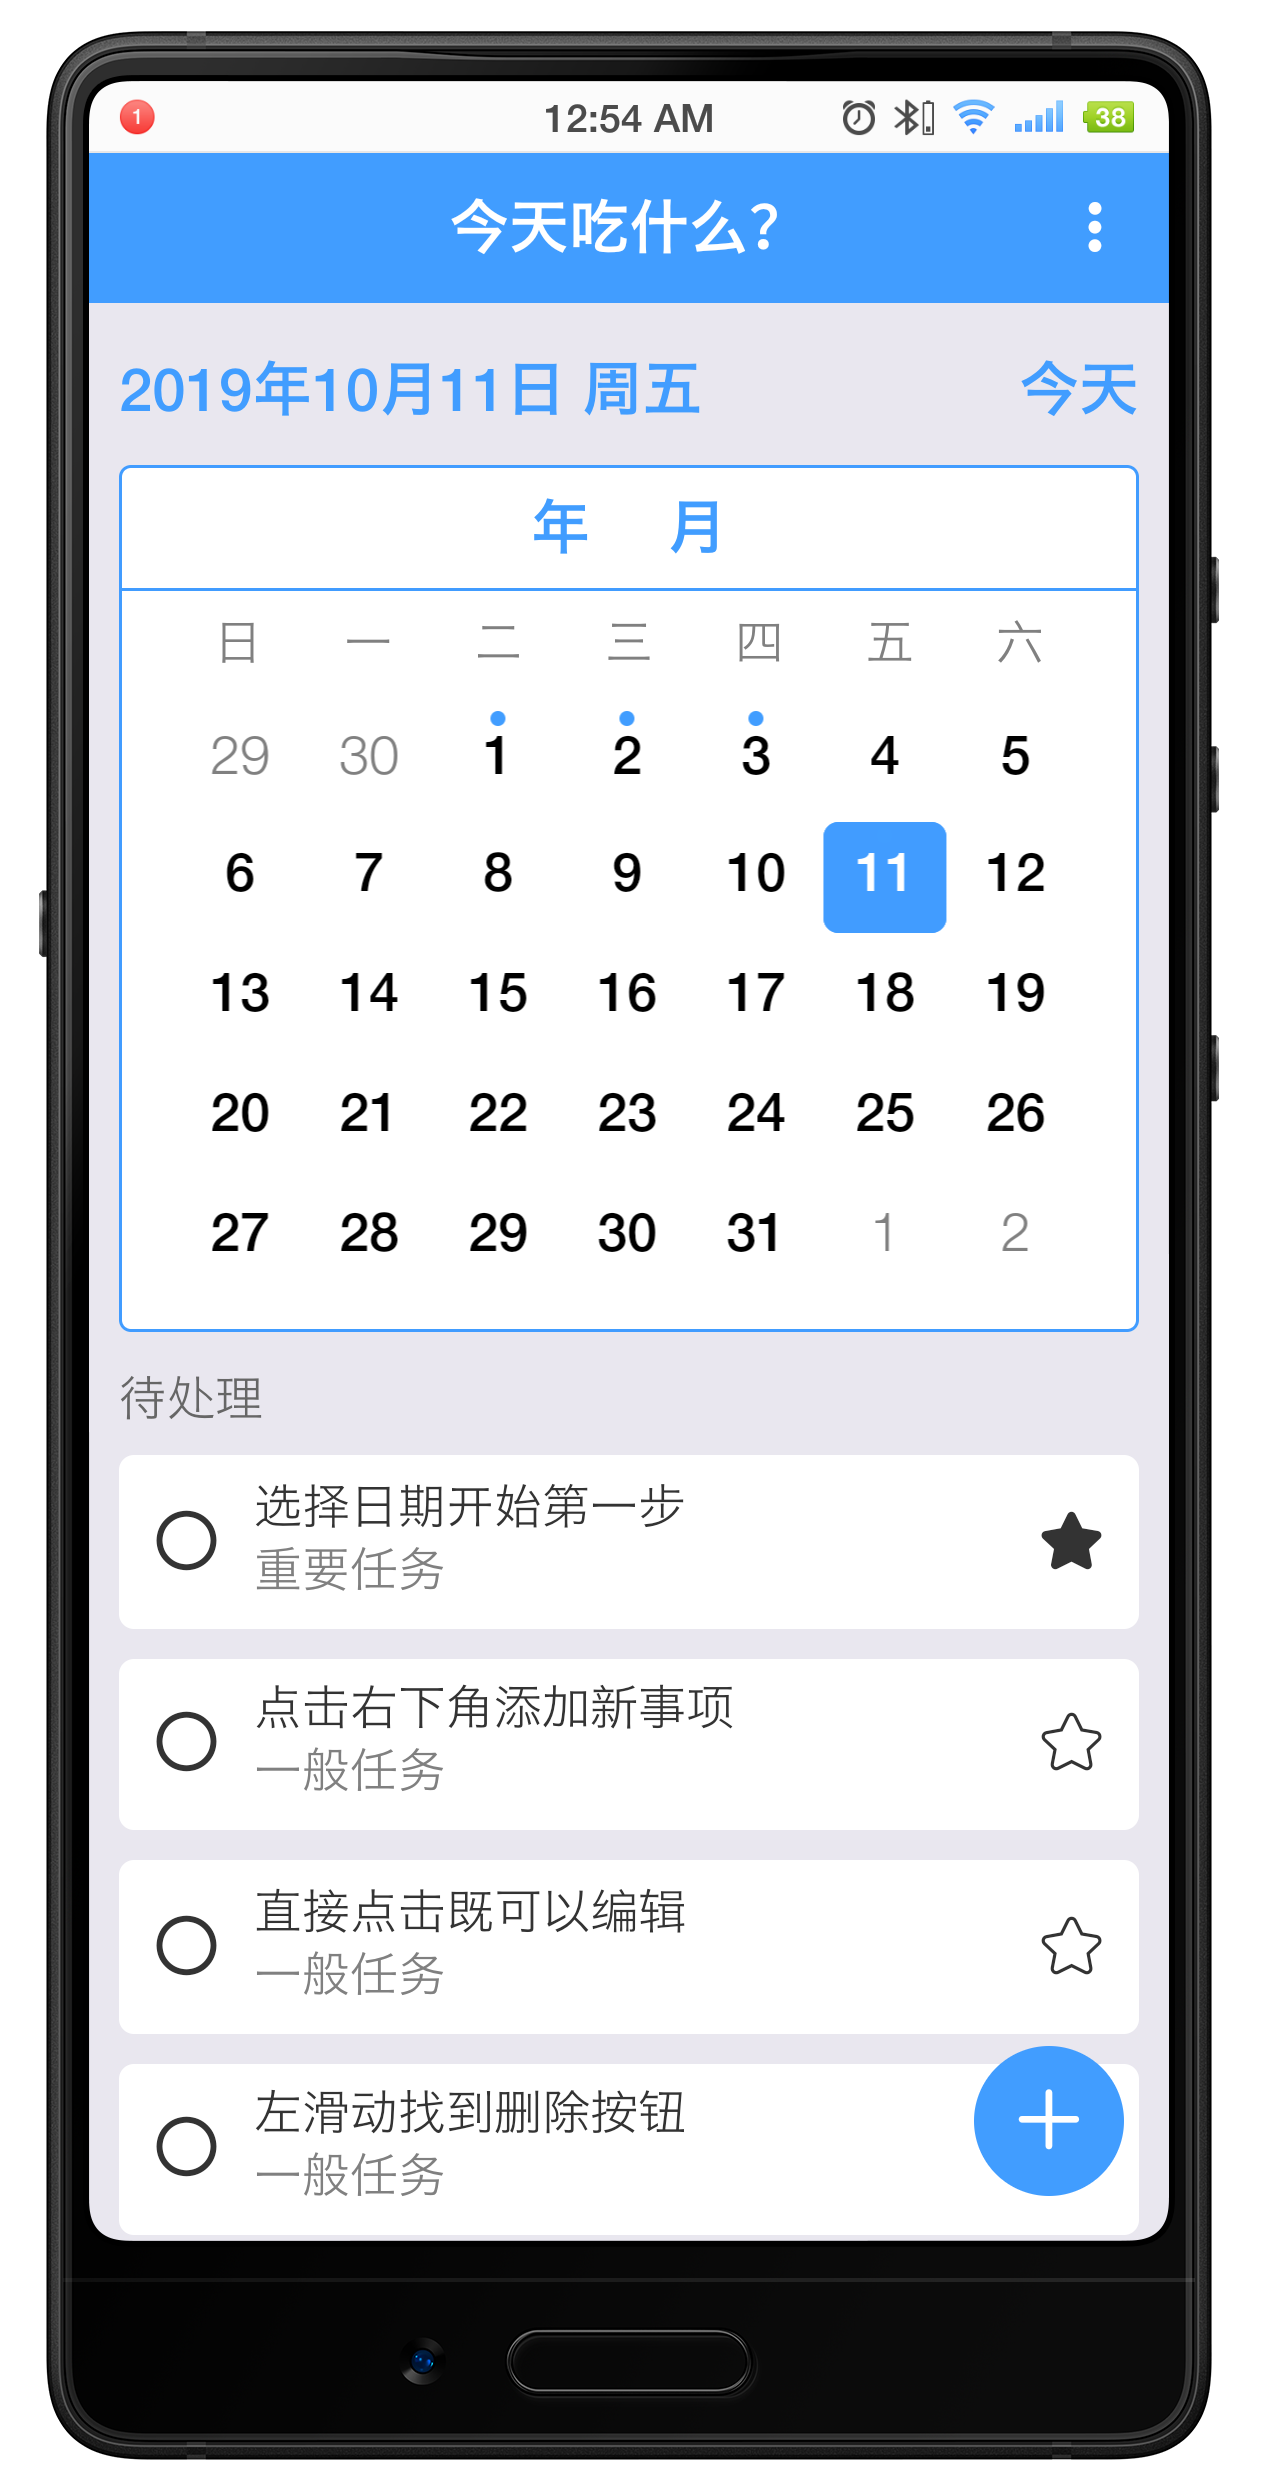 1 12:54 AM 38
今天吃什么?
2019年10月11日 周五 今天
年 月
日 一 二 三 四 五 六
29 30 1 2 3 4 5
6 7 8 9 10 11 12
13 14 15 16 17 18 19
20 21 22 23 24 25 26
27 28 29 30 31 1 2
待处理
选择日期开始第一步
重要任务
点击右下角添加新事项
一般任务
直接点击既可以编辑
一般任务
左滑动找到删除按钮
一般任务